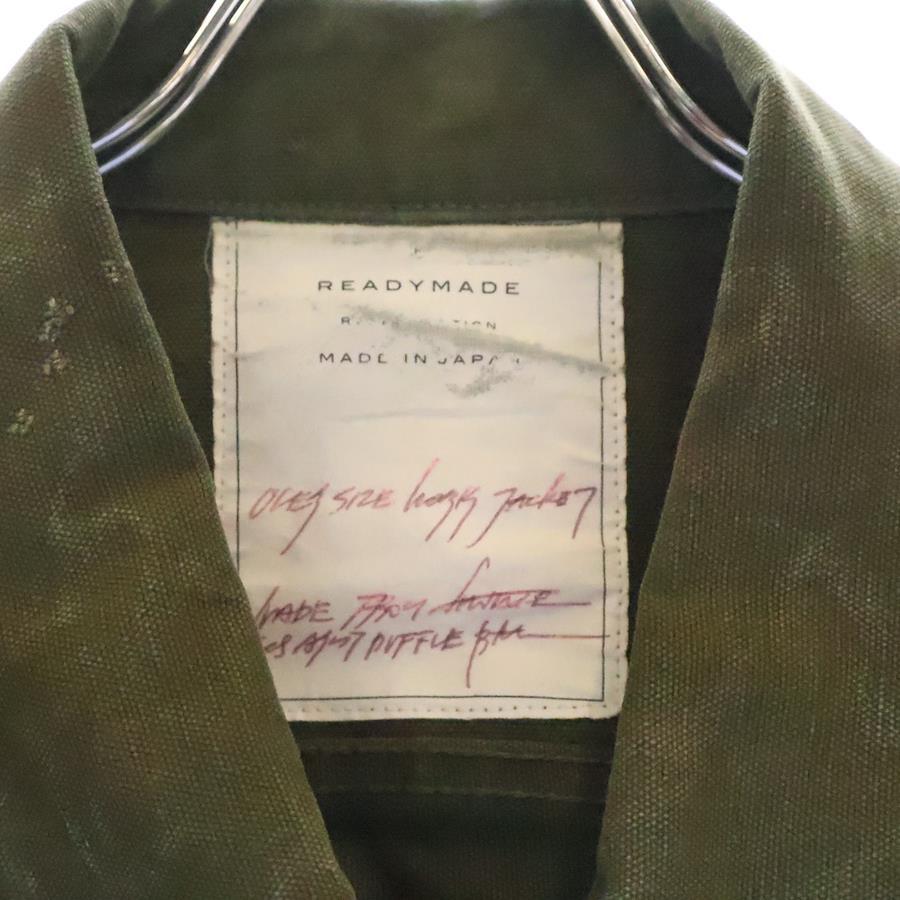 READYMADE
MADE IN JAPAN
OVER SIZE WORK JACKET
MADE FROM
US ARMY DUFFLE BAG